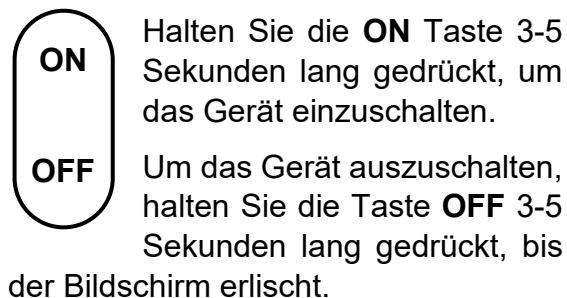 ON
OFF
Halten Sie die ON Taste 3-5
Sekunden lang gedrückt, um
das Gerät einzuschalten.
Um das Gerät auszuschalten,
halten Sie die Taste OFF 3-5
Sekunden lang gedrückt, bis
der Bildschirm erlischt.